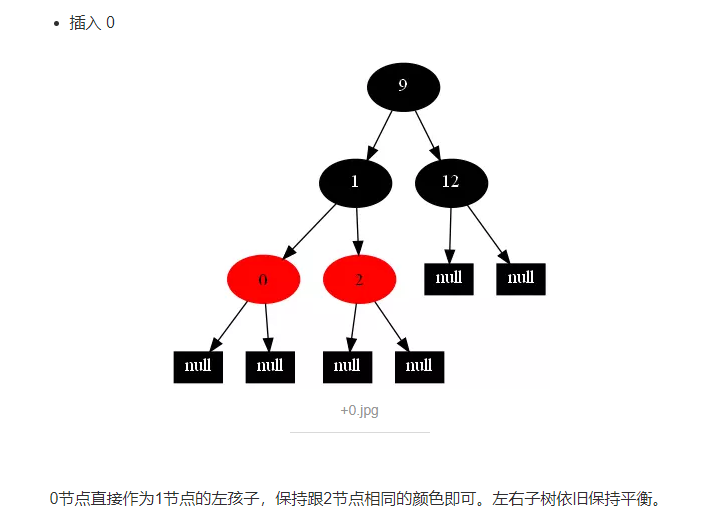 插入 0
9
1 12
0 2 null null
null null null null
+0.jpg
0节点直接作为1节点的左孩子，保持跟2节点相同的颜色即可。左右子树依旧保持平衡。